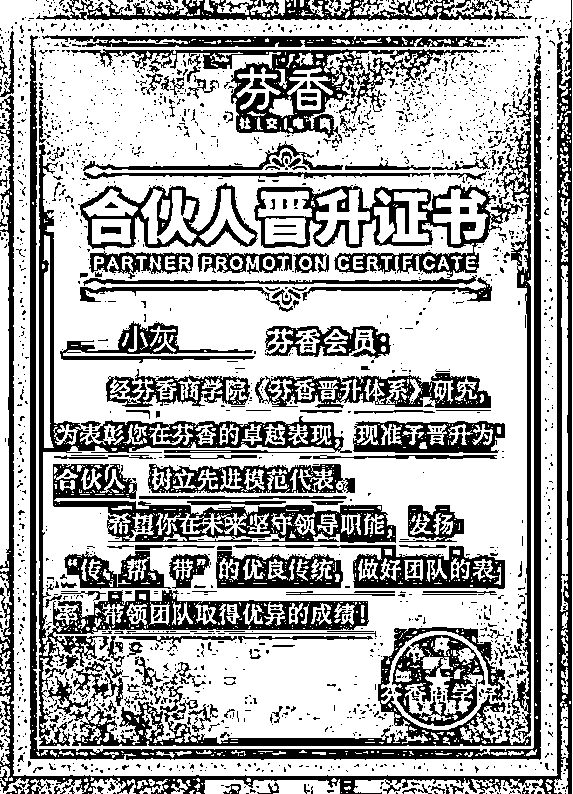 芬香
社交电商
合伙人晋升证书
PARTNER PROMOTION CERTIFICATE
小灰 芬香会员：
经芬香商学院《芬香晋升体系》研究，
为表彰您在芬香的卓越表现，现准予晋升为
合伙人，树立先进模范代表。
希望你在未来坚守领导职能，发扬
“传、帮、带”的优良传统，做好团队的表
率，带领团队取得优异的成绩！
芬香商学院